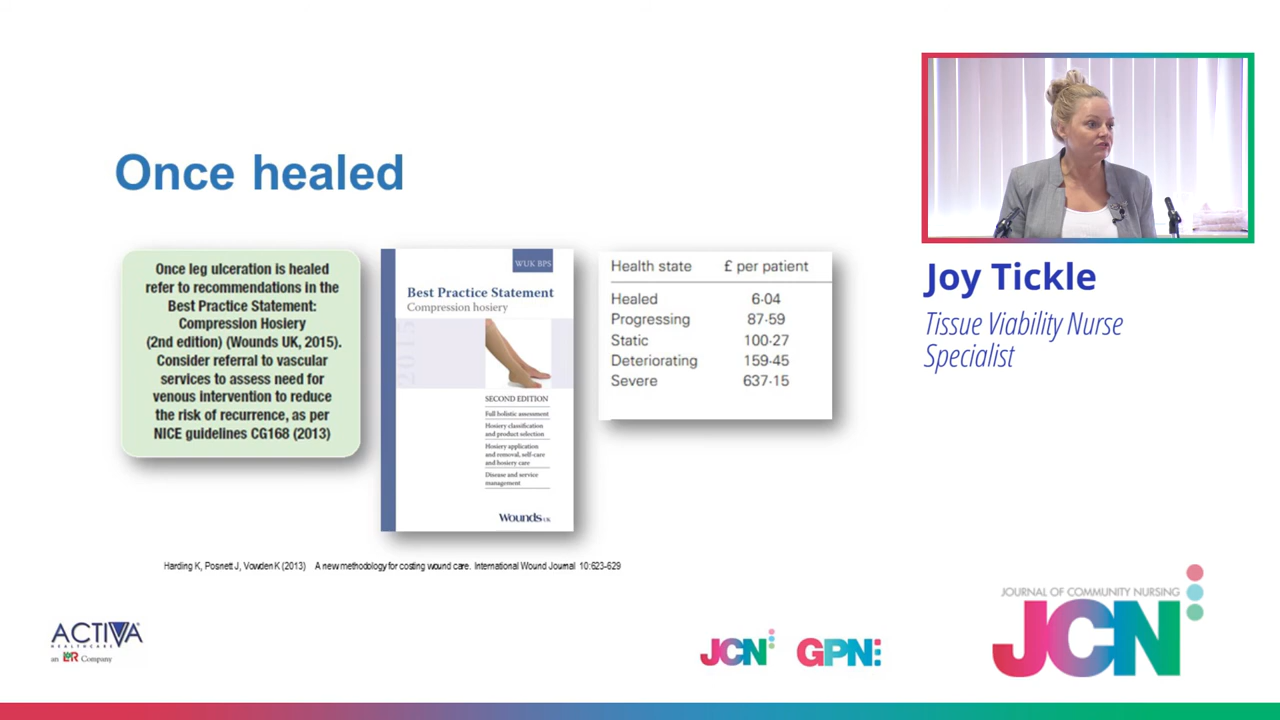 Once healed
Once leg ulceration is healed
refer to recommendations in the
Best Practice Statement:
Compression Hosiery
(2nd edition) (Wounds UK, 2015).
Consider referral to vascular
services to assess need for
venous intervention to reduce
the risk of recurrence, as per
NICE guidelines CG168 (2013)
WUK BPS
Best Practice Statement
Compression hosiery
2015
SECOND EDITION
Full holistic assessment
Hosiery classification
and product selection
Hosiery application
and removal, self-care
and hosiery care
Disease and service
management
Wounds UK
Health state £ per patient
Healed 6·04
Progressing 87·59
Static 100·27
Deteriorating 159·45
Severe 637·15
Joy Tickle
Tissue Viability Nurse
Specialist
Harding K, Posnett J, Vowden K (2013) A new methodology for costing wound care. International Wound Journal 10:623-629
ACTIVA
HEALTHCARE
an L&R Company
JCN
GPN
JOURNAL OF COMMUNITY NURSING
JCN